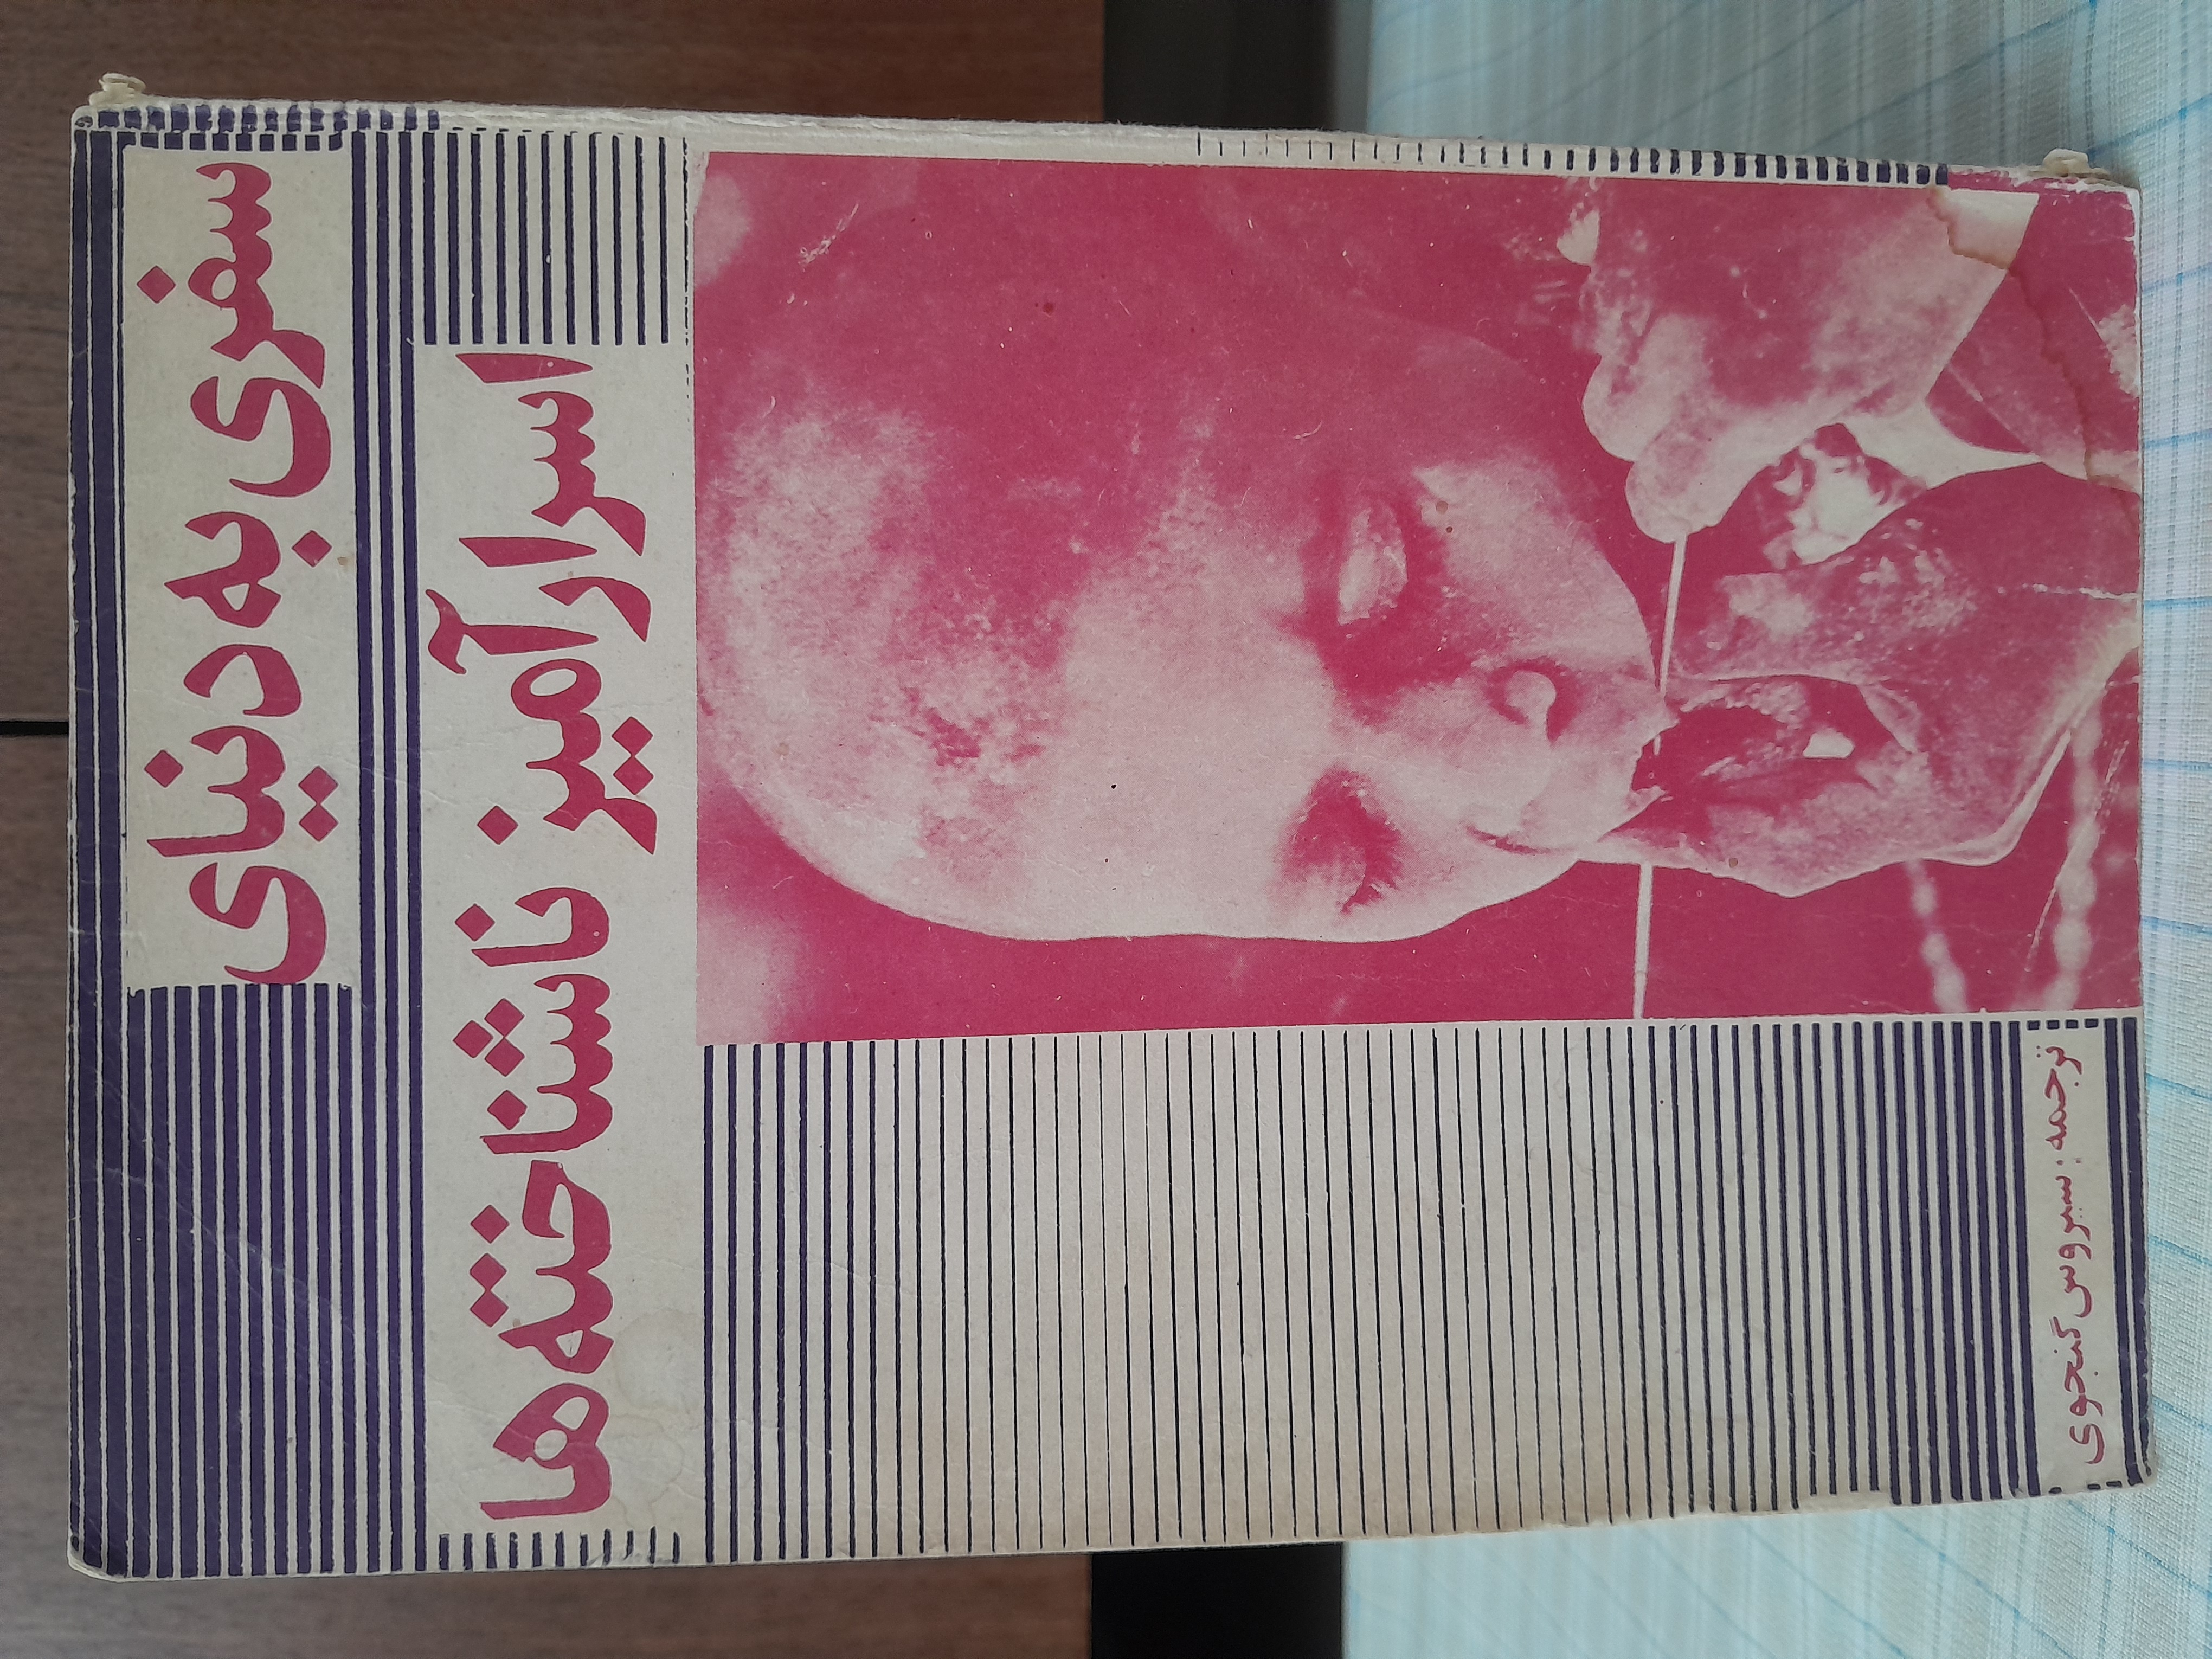 سفری به دنیای
اسرارآمیز ناشناخته ها
ترجمه: سیروس گنجوی